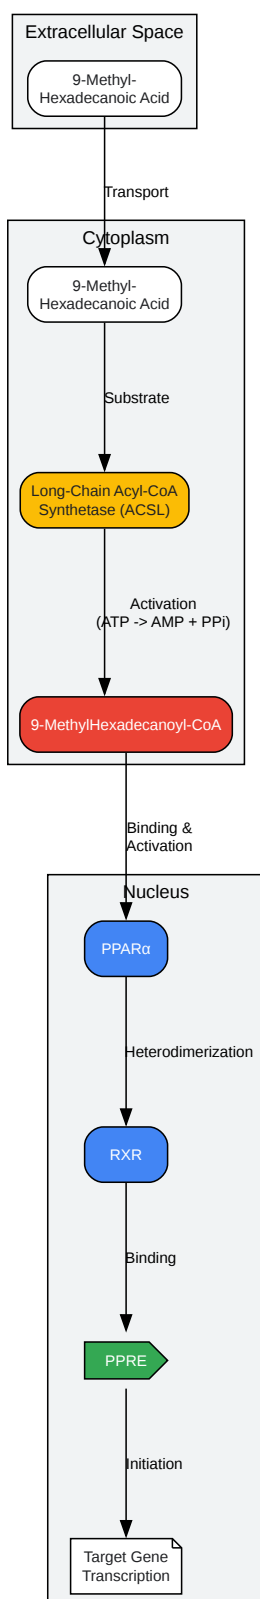 Extracellular Space
9-Methyl-
Hexadecanoic Acid
Transport
Cytoplasm
9-Methyl-
Hexadecanoic Acid
Substrate
Long-Chain Acyl-CoA
Synthetase (ACSL)
Activation
(ATP -> AMP + PPi)
9-MethylHexadecanoyl-CoA
Binding &
Activation
Nucleus
PPARα
Heterodimerization
RXR
Binding
PPRE
Initiation
Target Gene
Transcription